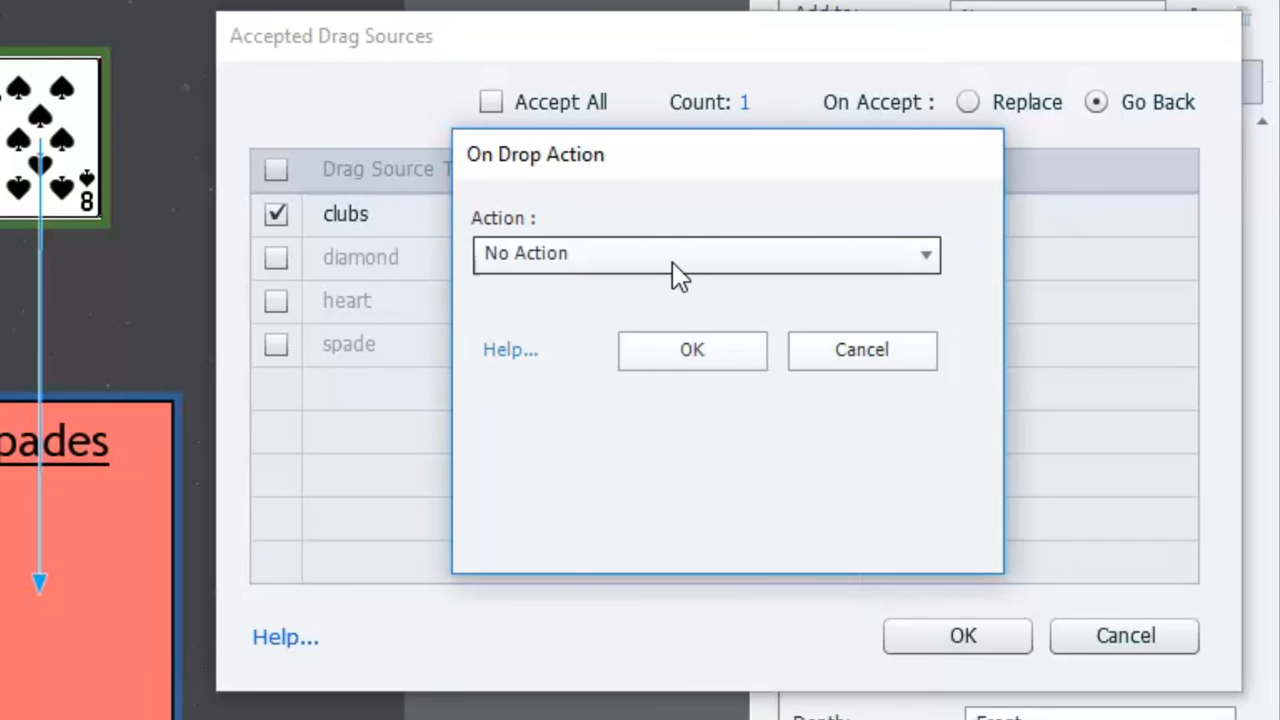 Accepted Drag Sources
Accept All Count: 1 On Accept : Replace Go Back
On Drop Action
Drag Source
Action :
clubs
No Action
diamond
heart
spade
Help...
OK
Cancel
8
pades
Help...
OK
Cancel